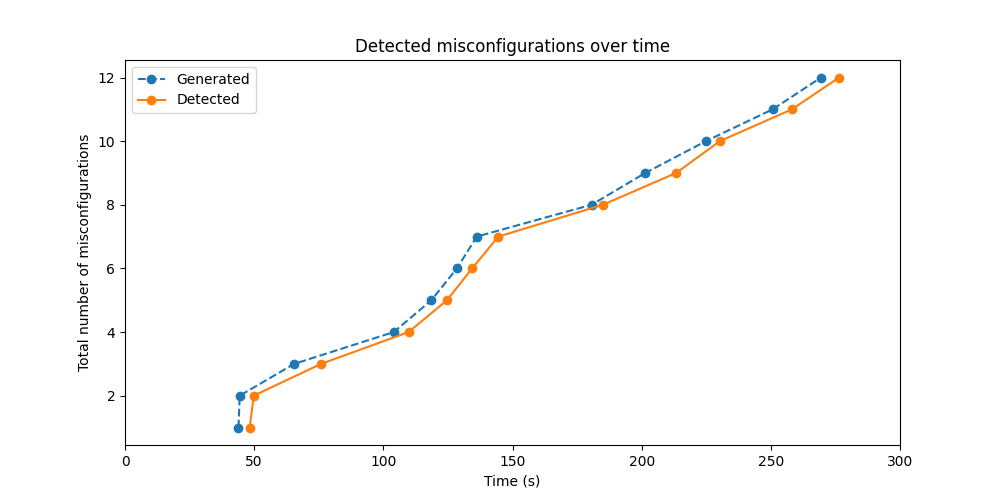 Detected misconfigurations over time
Generated
Detected
Total number of misconfigurations
12
10
8
6
4
2
0
50
100
150
200
250
300
Time (s)